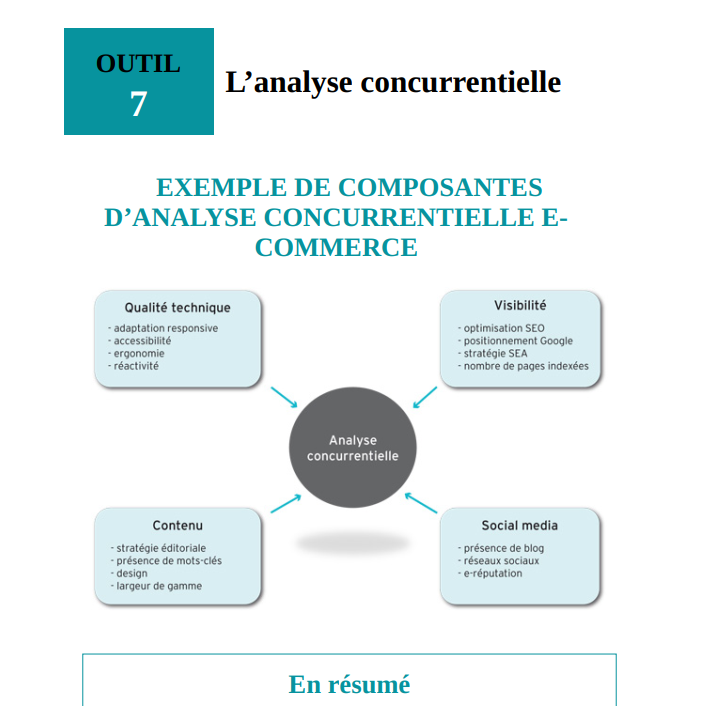 OUTIL
7
L’analyse concurrentielle
EXEMPLE DE COMPOSANTES
D’ANALYSE CONCURRENTIELLE E-
COMMERCE
Qualité technique
- adaptation responsive
- accessibilité
- ergonomie
- réactivité
Visibilité
- optimisation SEO
- positionnement Google
- stratégie SEA
- nombre de pages indexées
Analyse
concurrentielle
Contenu
- stratégie éditoriale
- présence de mots-clés
- design
- largeur de gamme
Social media
- présence de blog
- réseaux sociaux
- e-réputation
En résumé